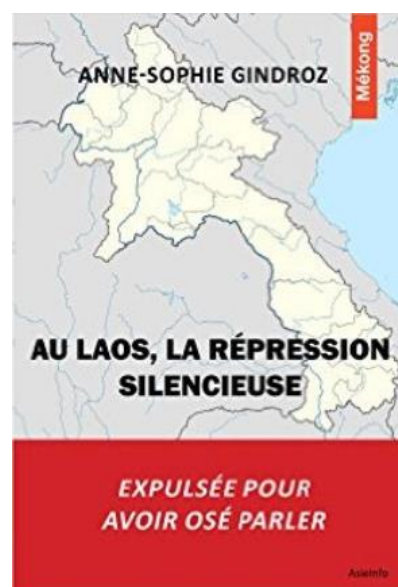 ANNE-SOPHIE GINDROZ
Mékong
AU LAOS, LA RÉPRESSION
SILENCIEUSE
EXPULSÉE POUR
AVOIR OSÉ PARLER
AsieInfo